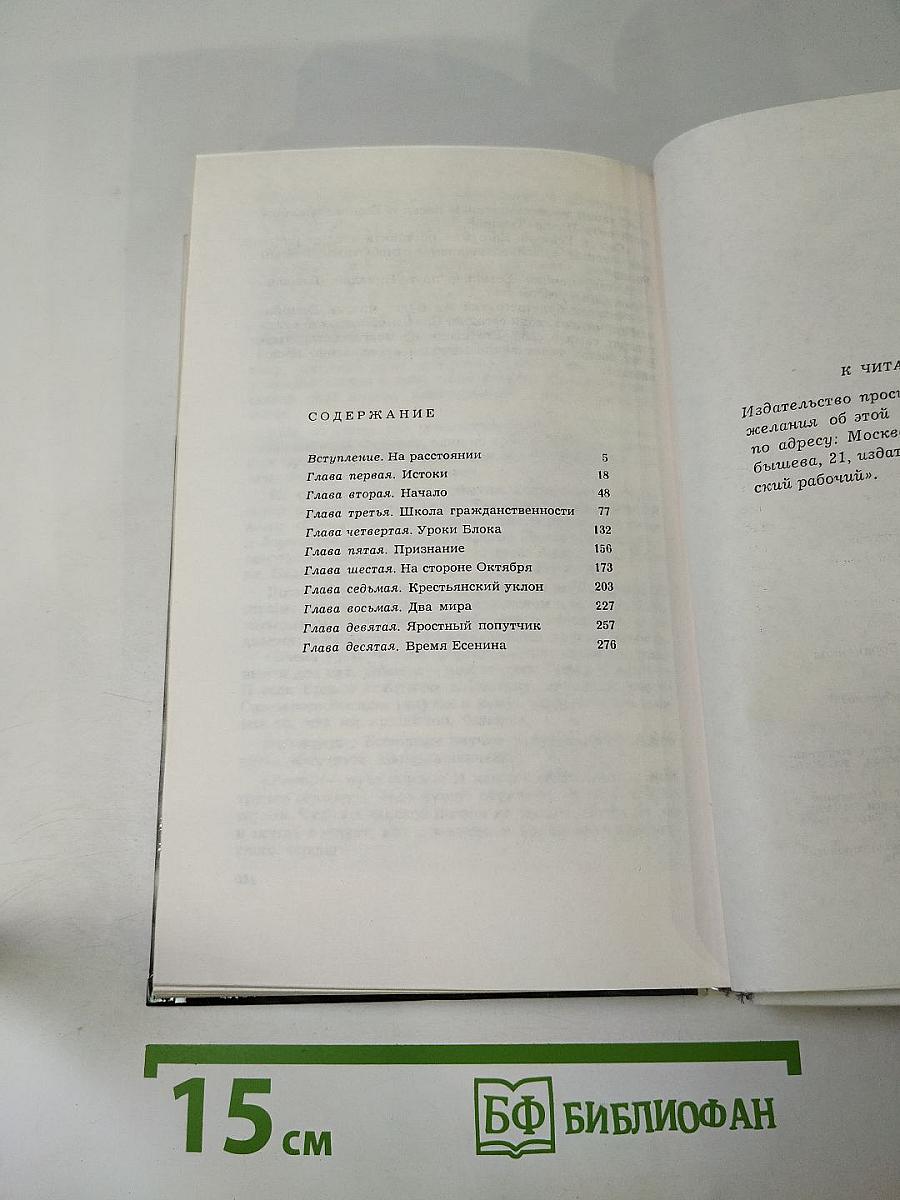 СОДЕРЖАНИЕ
Вступление. На расстоянии 5
Глава первая. Истоки 18
Глава вторая. Начало 48
Глава третья. Школа гражданственности 77
Глава четвертая. Уроки Блока 132
Глава пятая. Признание 156
Глава шестая. На стороне Октября 173
Глава седьмая. Крестьянский уклон 203
Глава восьмая. Два мира 227
Глава девятая. Яростный попутчик 257
Глава десятая. Время Есенина 276
К ЧИТА
Издательство прос
желания об этой
по адресу: Москв
бышева, 21, издат
ский рабочий».
15 см
БФ БИБЛИОФАН